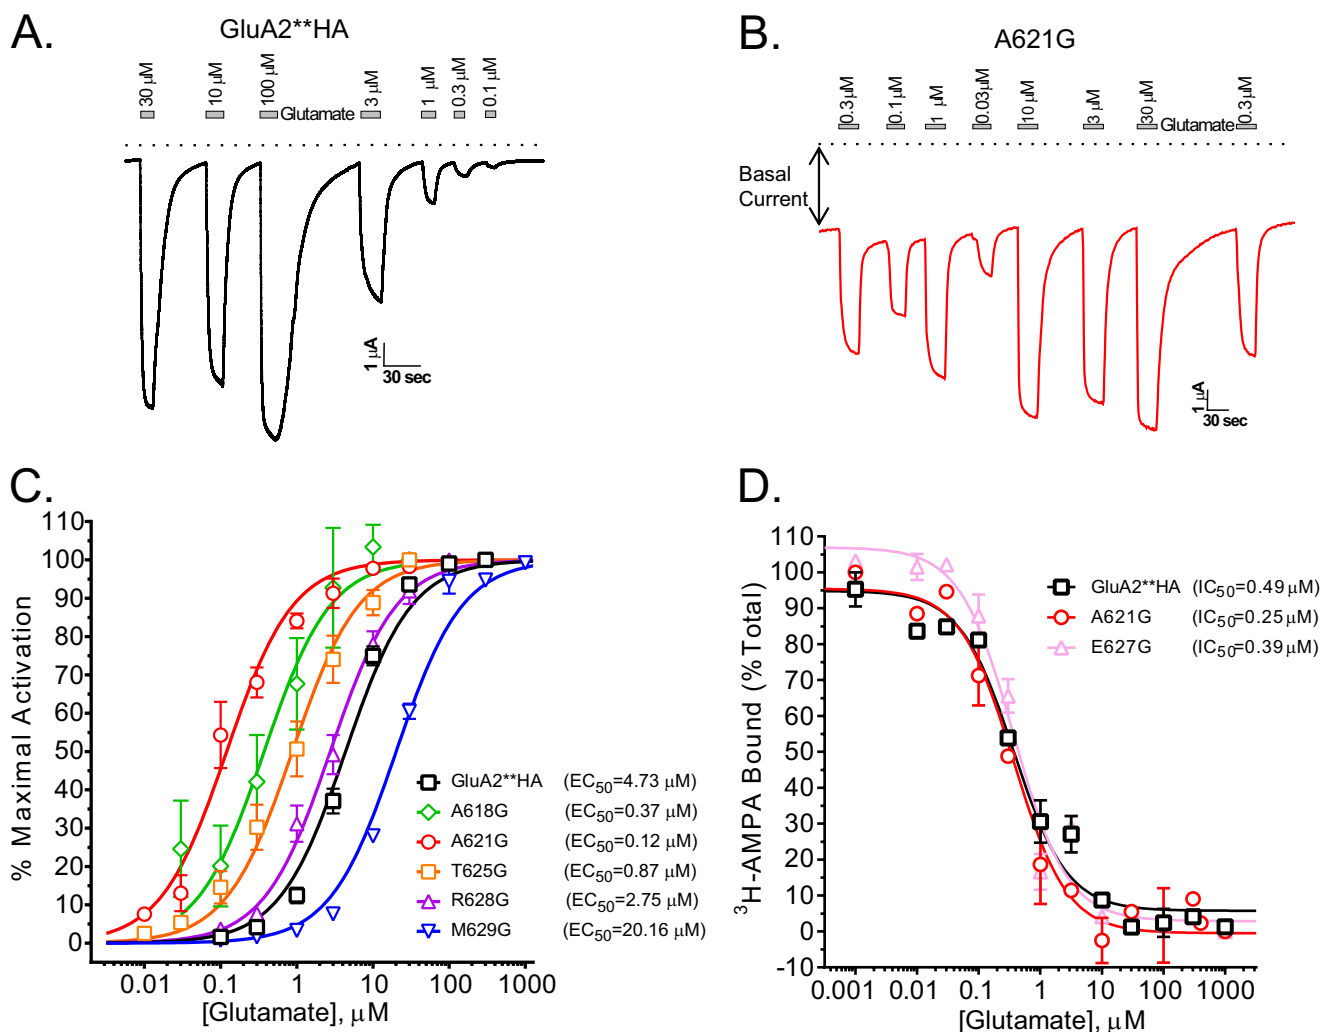 A.
GluA2**HA
30 μM
10 μM
100 μM
3 μM
1 μM
0.3 μM
0.1 μM
Glutamate
1 μA
30 sec
B.
A621G
0.3μM
0.1 μM
1 μM
0.03μM
10 μM
3 μM
30 μM
0.3μM
Glutamate
Basal
Current
1 μA
30 sec
C.
% Maximal Activation
110
100
90
80
70
60
50
40
30
20
10
0
GluA2**HA (EC50=4.73 μM)
A618G (EC50=0.37 μM)
A621G (EC50=0.12 μM)
T625G (EC50=0.87 μM)
R628G (EC50=2.75 μM)
M629G (EC50=20.16 μM)
0.01 0.1 1 10 100 1000
[Glutamate], μM
D.
3H-AMPA Bound (%Total)
110
100
90
80
70
60
50
40
30
20
10
0
-10
GluA2**HA (IC50=0.49 μM)
A621G (IC50=0.25 μM)
E627G (IC50=0.39 μM)
0.001 0.01 0.1 1 10 100 1000
[Glutamate], μM